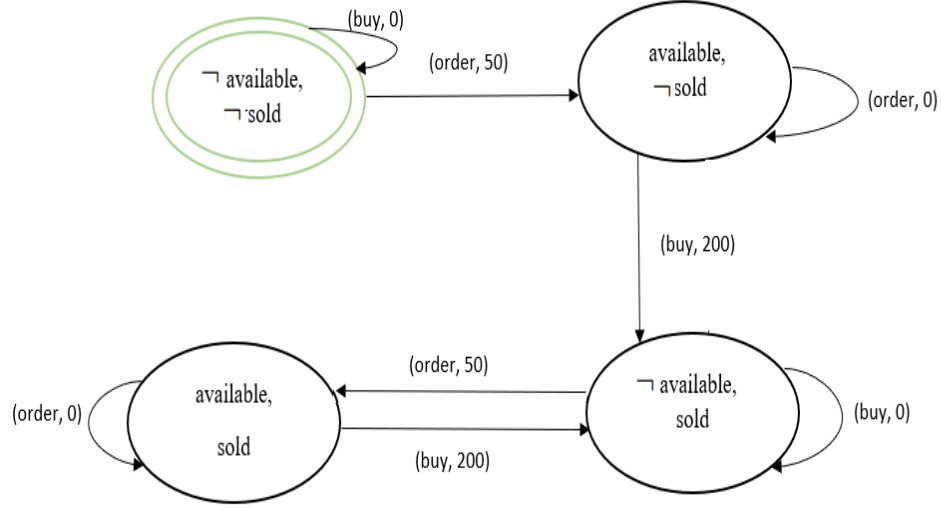 (buy, 0)
¬ available,
¬ sold
(order, 50)
available,
¬ sold
(order, 0)
(buy, 200)
(order, 50)
available,
sold
(order, 0)
(buy, 200)
¬ available,
sold
(buy, 0)